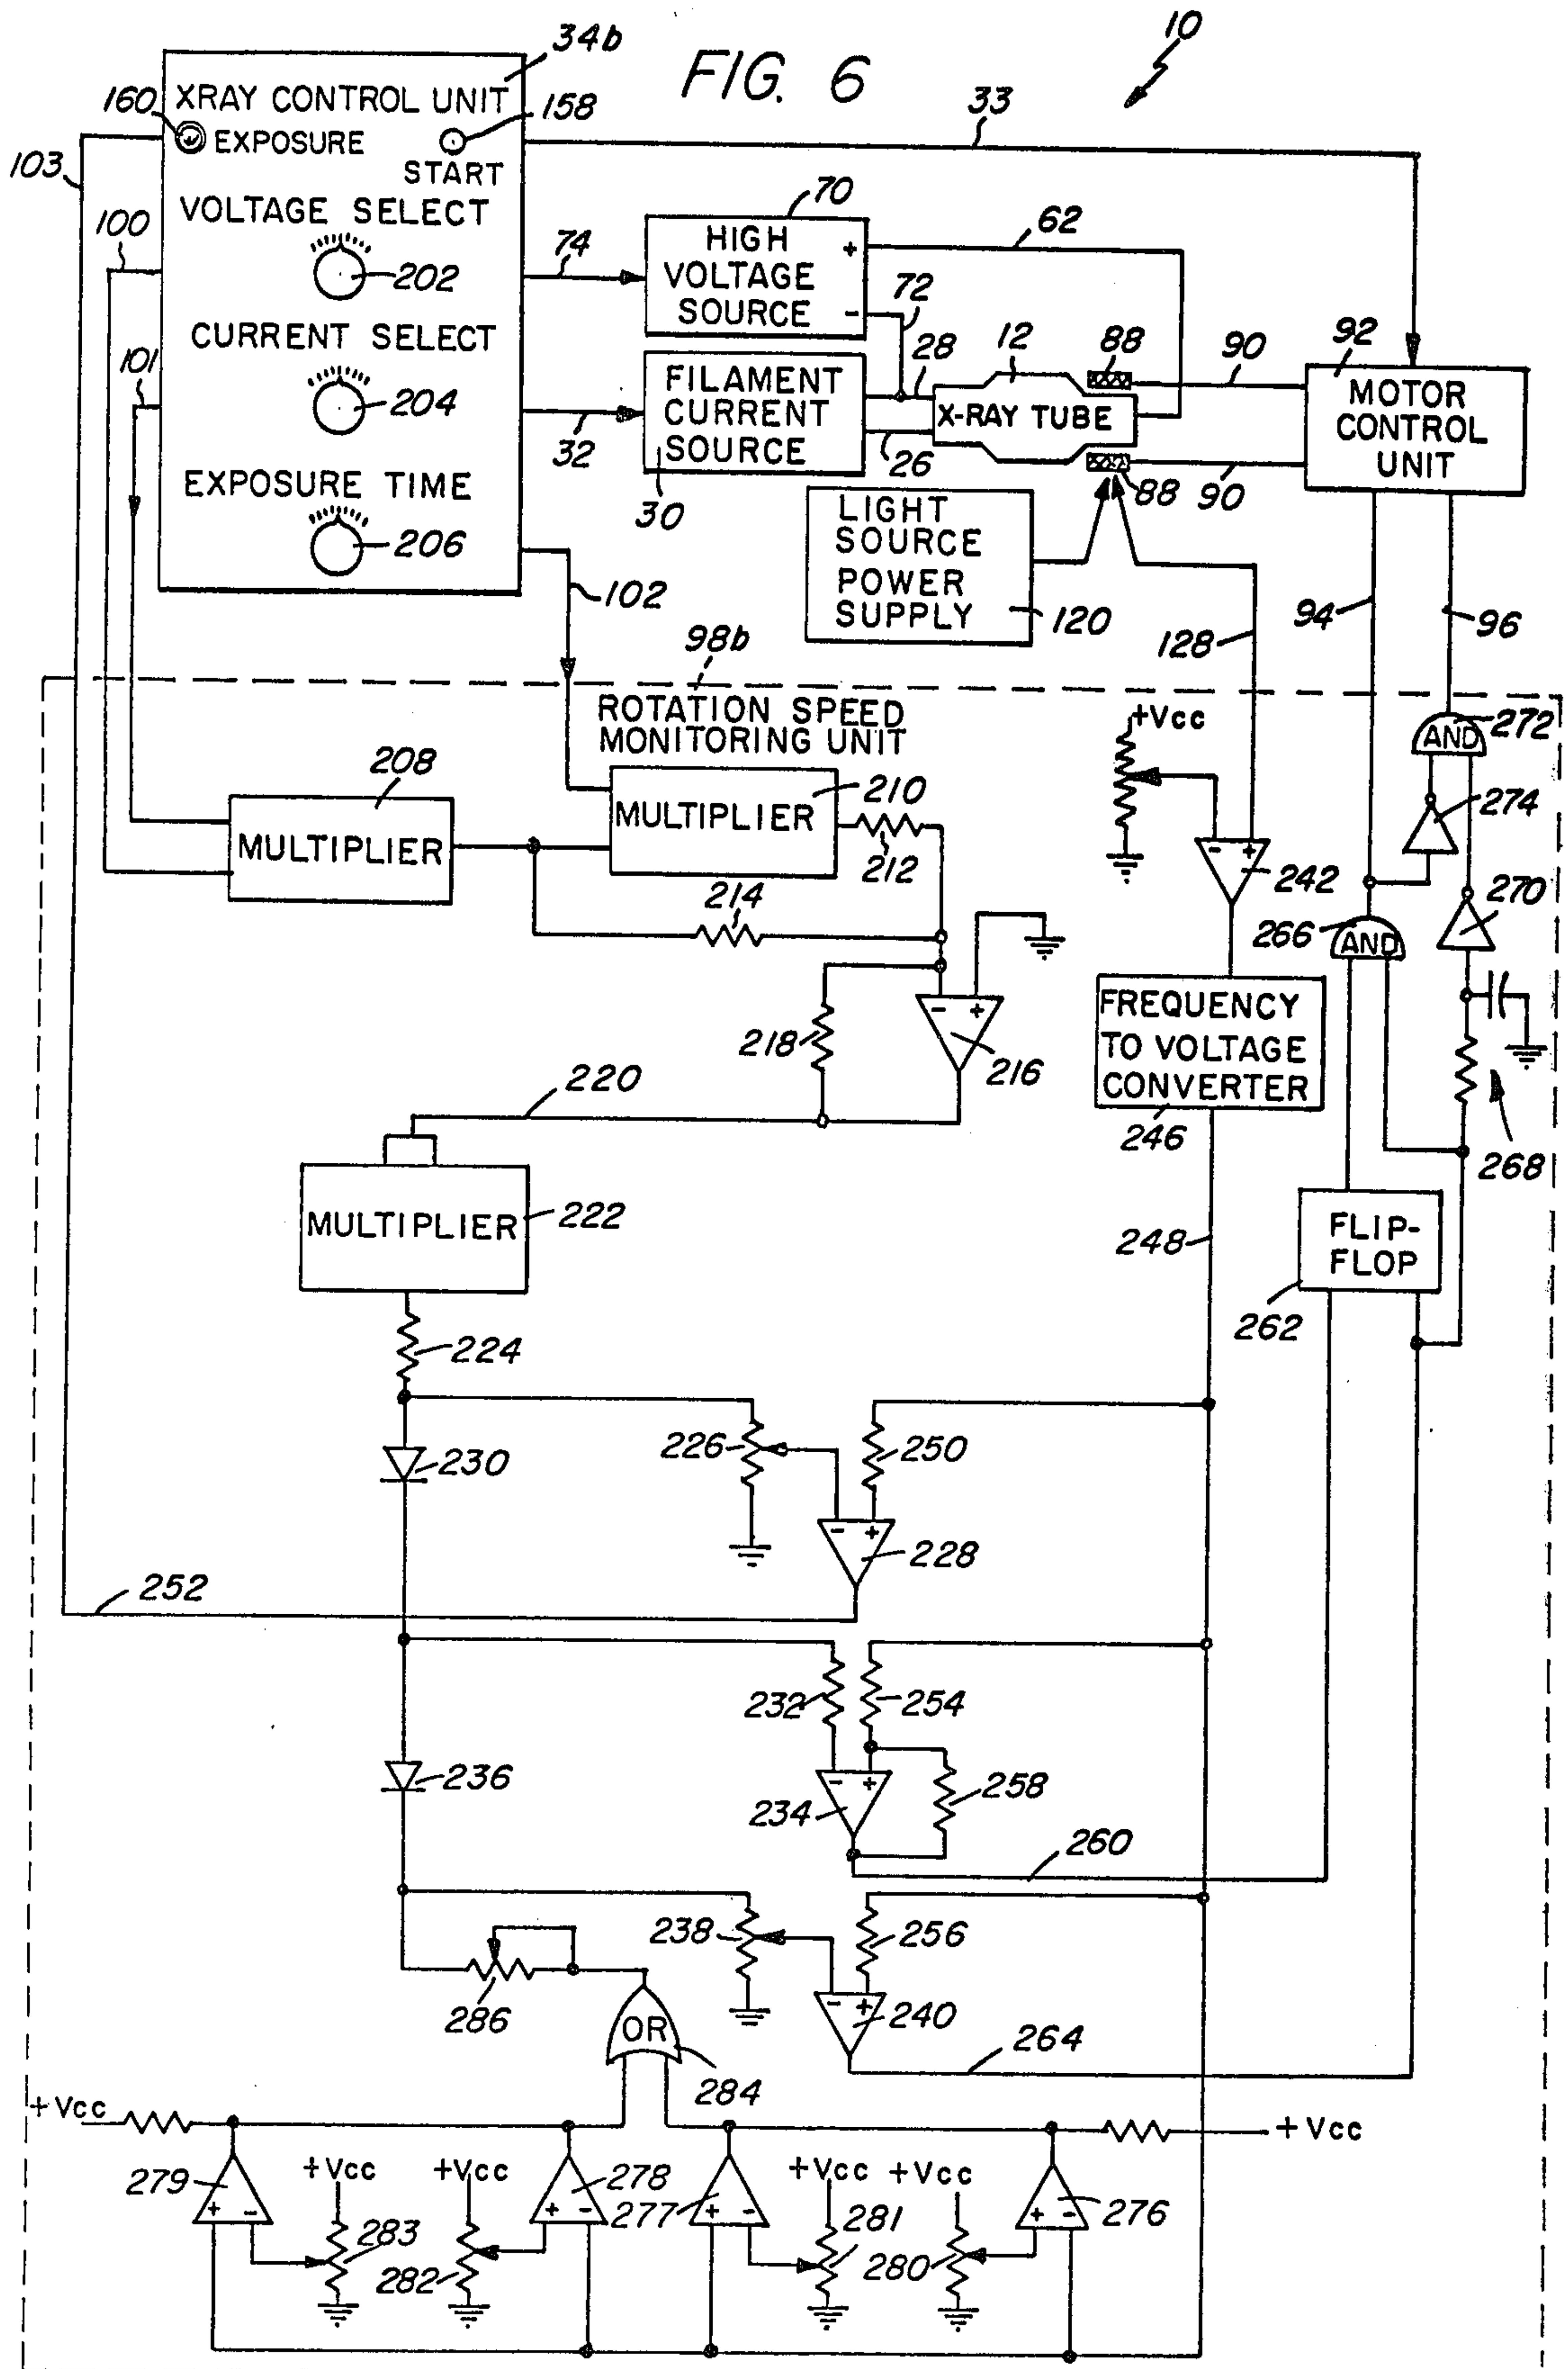 FIG. 6
10
34b
XRAY CONTROL UNIT
160
EXPOSURE
158
START
33
103
VOLTAGE SELECT
100
202
CURRENT SELECT
101
204
EXPOSURE TIME
206
74
70
HIGH
VOLTAGE
SOURCE
+
-
62
72
32
FILAMENT
CURRENT
SOURCE
30
28
26
12
X-RAY TUBE
88
88
90
90
92
MOTOR
CONTROL
UNIT
LIGHT
SOURCE
POWER
SUPPLY
120
102
128
94
96
98b
ROTATION SPEED
MONITORING UNIT
208
MULTIPLIER
MULTIPLIER
210
212
214
+Vcc
- +
242
AND
272
274
270
266
AND
- +
216
218
220
FREQUENCY
TO VOLTAGE
CONVERTER
246
268
MULTIPLIER
222
248
FLIP-
FLOP
262
224
230
226
250
- +
228
252
232
254
236
- +
234
258
260
238
256
286
- +
240
OR
284
264
+Vcc
+Vcc
279
+ -
+Vcc
283
+Vcc
282
278
+ -
277
+ -
+Vcc
281
+Vcc
280
276
+ -